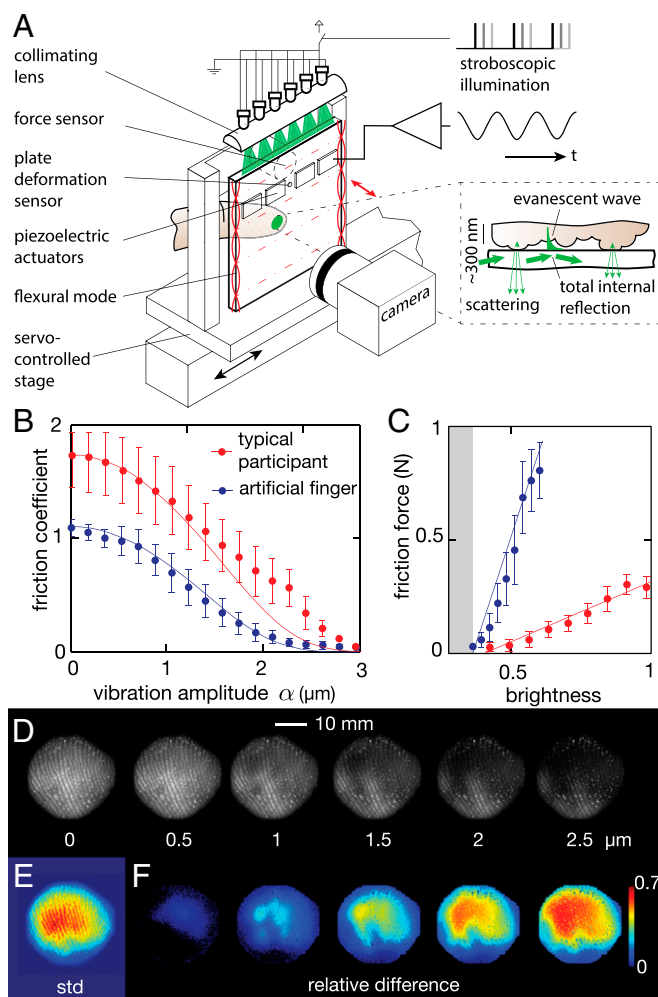 A
collimating
lens
force sensor
plate
deformation
sensor
piezoelectric
actuators
flexural mode
servo-
controlled
stage
stroboscopic
illumination
t
evanescent wave
~300 nm
scattering
total internal
reflection
camera
B
2
1
0
friction coefficient
typical
participant
artificial finger
0 1 2 3
vibration amplitude α (μm)
C
1
0.5
0
friction force (N)
0.5 1
brightness
D
10 mm
0 0.5 1 1.5 2 2.5 μm
E
std
F
0.7
0
relative difference